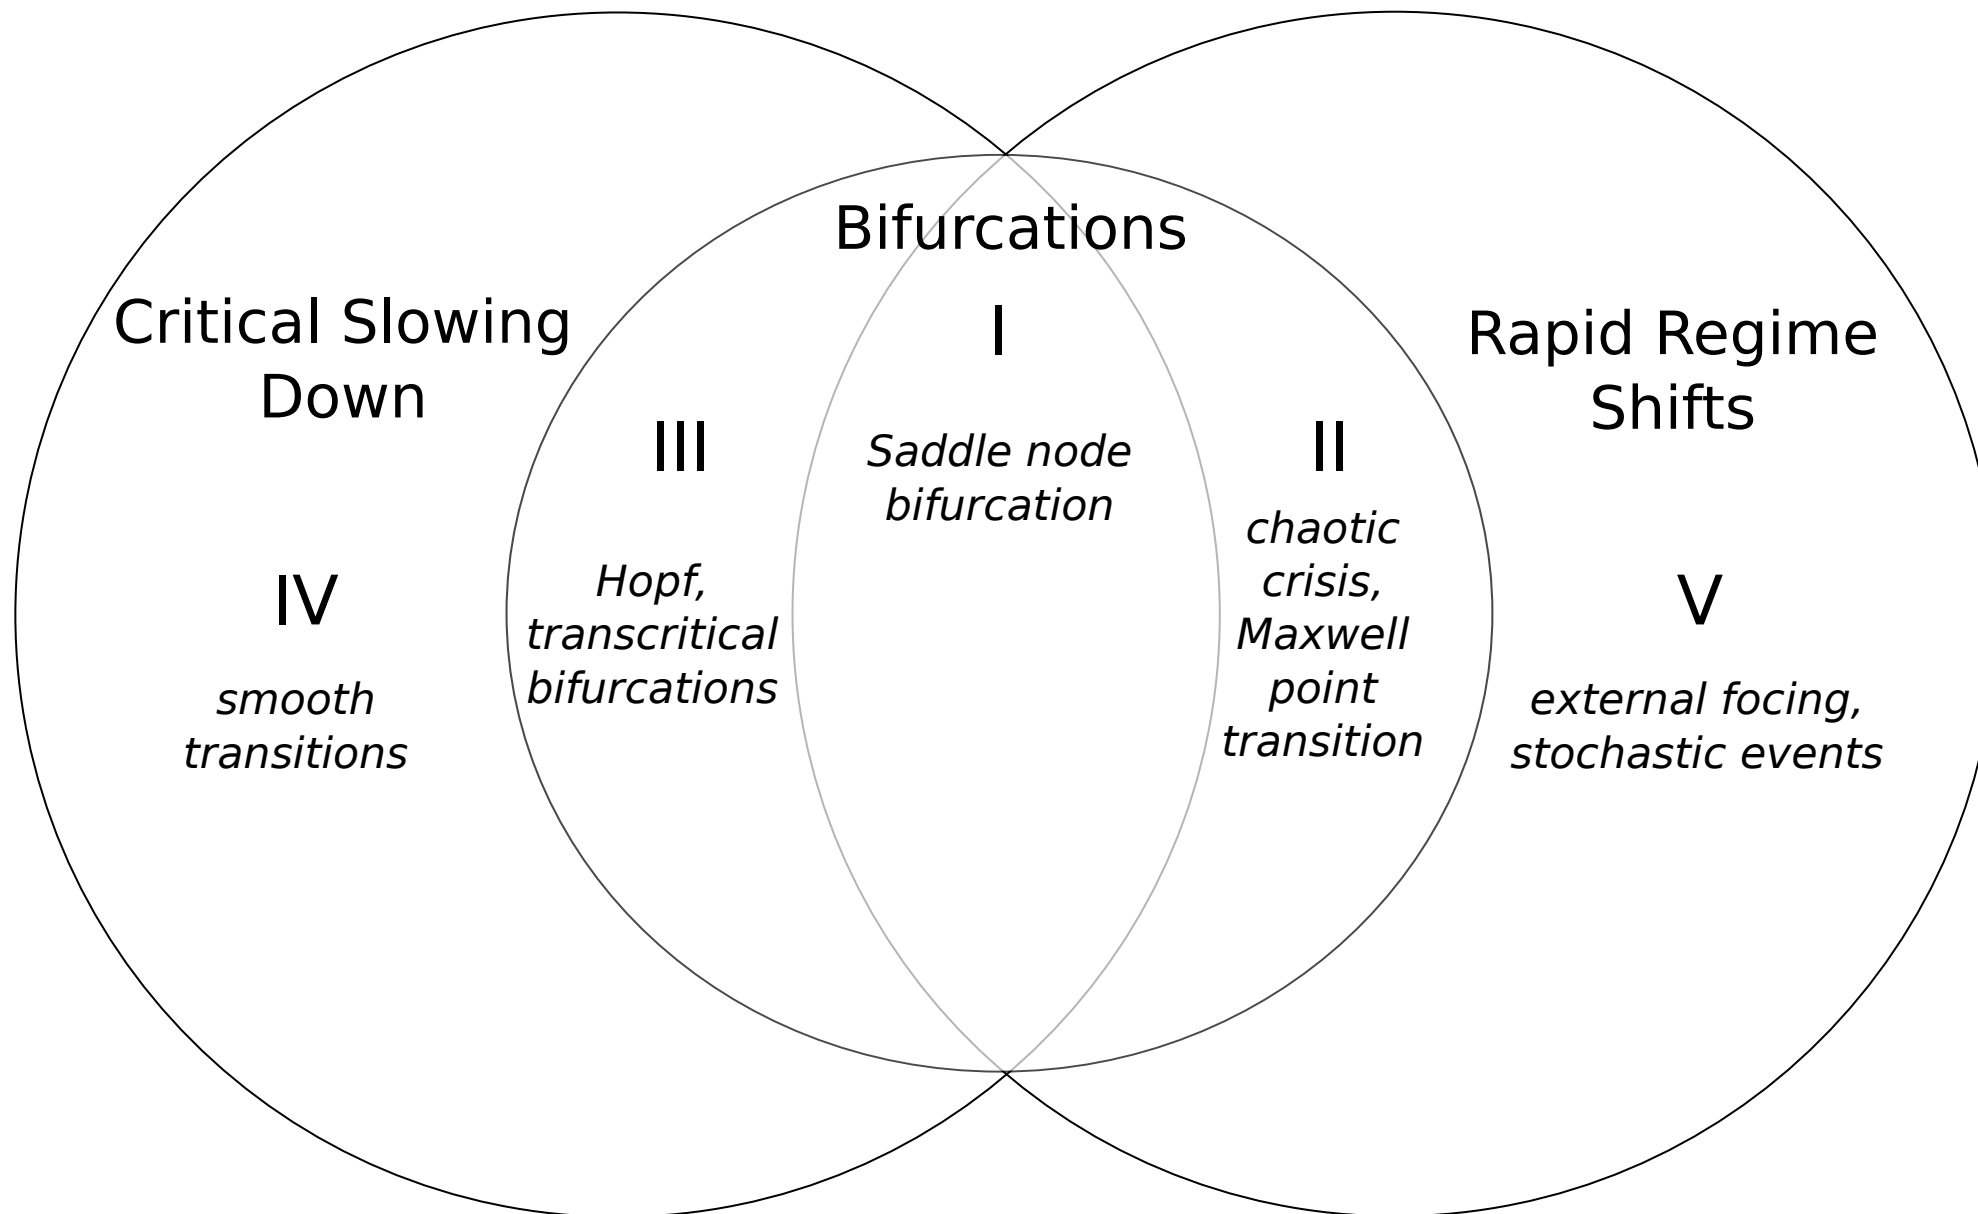 Bifurcations
Critical Slowing
Down
Rapid Regime
Shifts
I
Saddle node
bifurcation
III
Hopf,
transcritical
bifurcations
II
chaotic
crisis,
Maxwell
point
transition
IV
smooth
transitions
V
external focing,
stochastic events